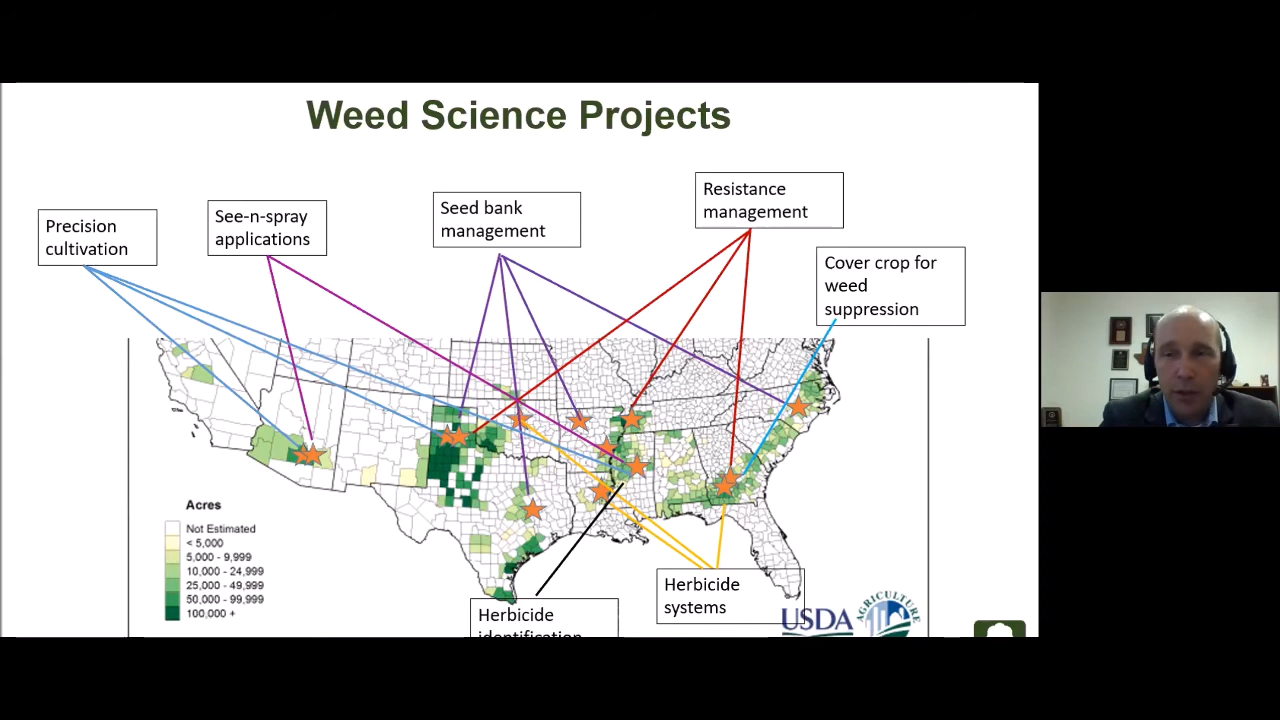 Weed Science Projects
Precision
cultivation
See-n-spray
applications
Seed bank
management
Resistance
management
Cover crop for
weed
suppression
Acres
Not Estimated
< 5,000
5,000 - 9,999
10,000 - 24,999
25,000 - 49,999
50,000 - 99,999
100,000 +
Herbicide
identification
Herbicide
systems
USDA
AGRICULTURE